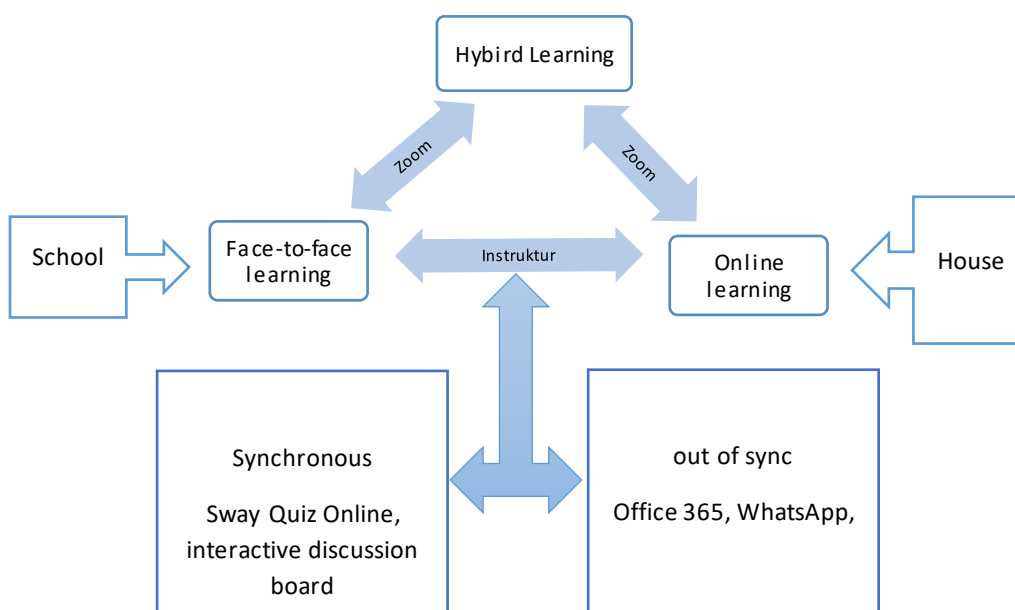 Hybird Learning
Zoom
Zoom
School
Face-to-face
learning
Instruktur
Online
learning
House
Synchronous
Sway Quiz Online,
interactive discussion
board
out of sync
Office 365, WhatsApp,